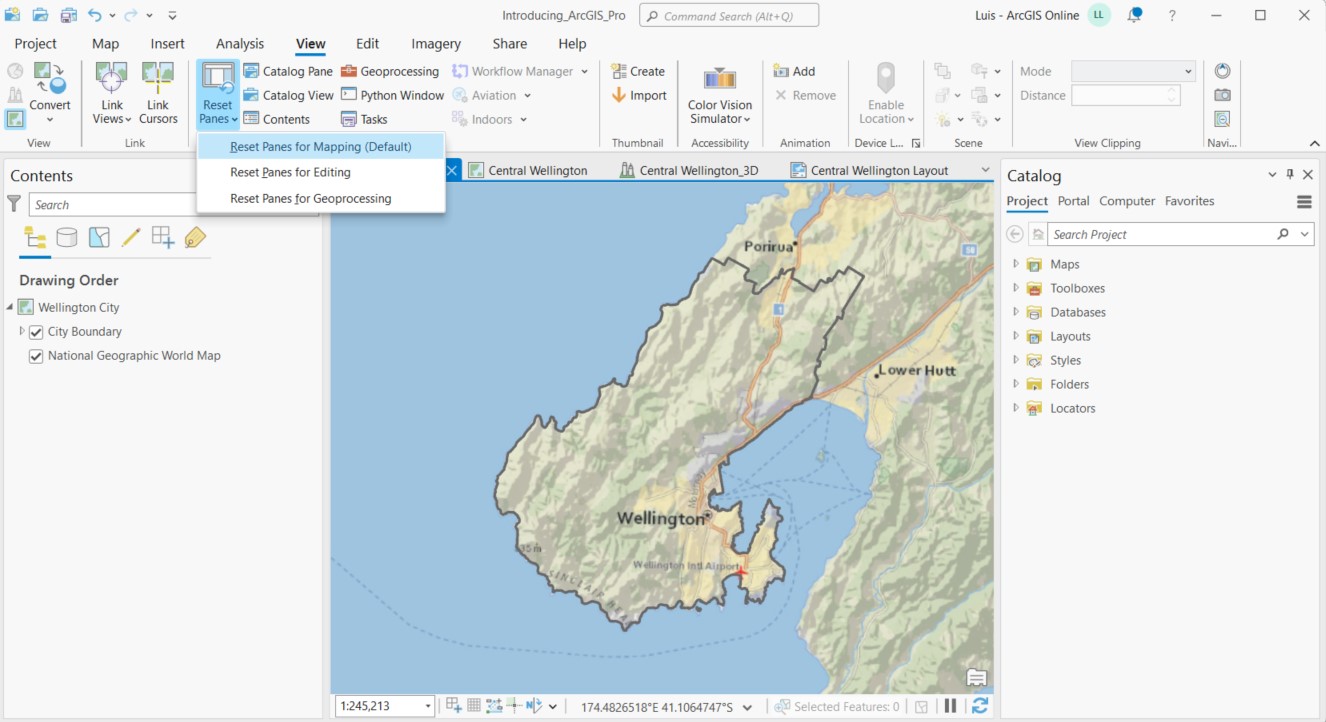 Introducing_ArcGIS_Pro
Command Search (Alt+Q)
Luis - ArcGIS Online
LL
?
Project
Map
Insert
Analysis
View
Edit
Imagery
Share
Help
Convert
View
Link Views
Link Cursors
Link
Reset Panes
Catalog Pane
Catalog View
Contents
Geoprocessing
Python Window
Tasks
Workflow Manager
Aviation
Indoors
Create
Import
Thumbnail
Color Vision Simulator
Accessibility
Add
Remove
Animation
Enable Location
Device L...
Scene
Mode
Distance
View Clipping
Navi...
Reset Panes for Mapping (Default)
Reset Panes for Editing
Reset Panes for Geoprocessing
Contents
Search
Drawing Order
Wellington City
City Boundary
National Geographic World Map
Central Wellington
Central Wellington_3D
Central Wellington Layout
Porirua
58
1
Lower Hutt
Motorway
Wellington
Wellington Intl Airport
SINCLAIR HEAD
1:245,213
174.4826518°E 41.1064747°S
Selected Features: 0
Catalog
Project
Portal
Computer
Favorites
Search Project
Maps
Toolboxes
Databases
Layouts
Styles
Folders
Locators